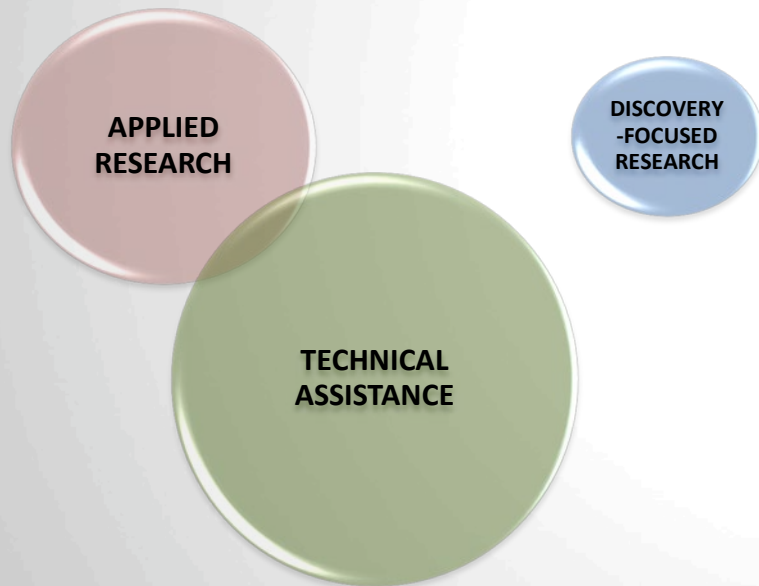 APPLIED
RESEARCH
DISCOVERY
-FOCUSED
RESEARCH
TECHNICAL
ASSISTANCE